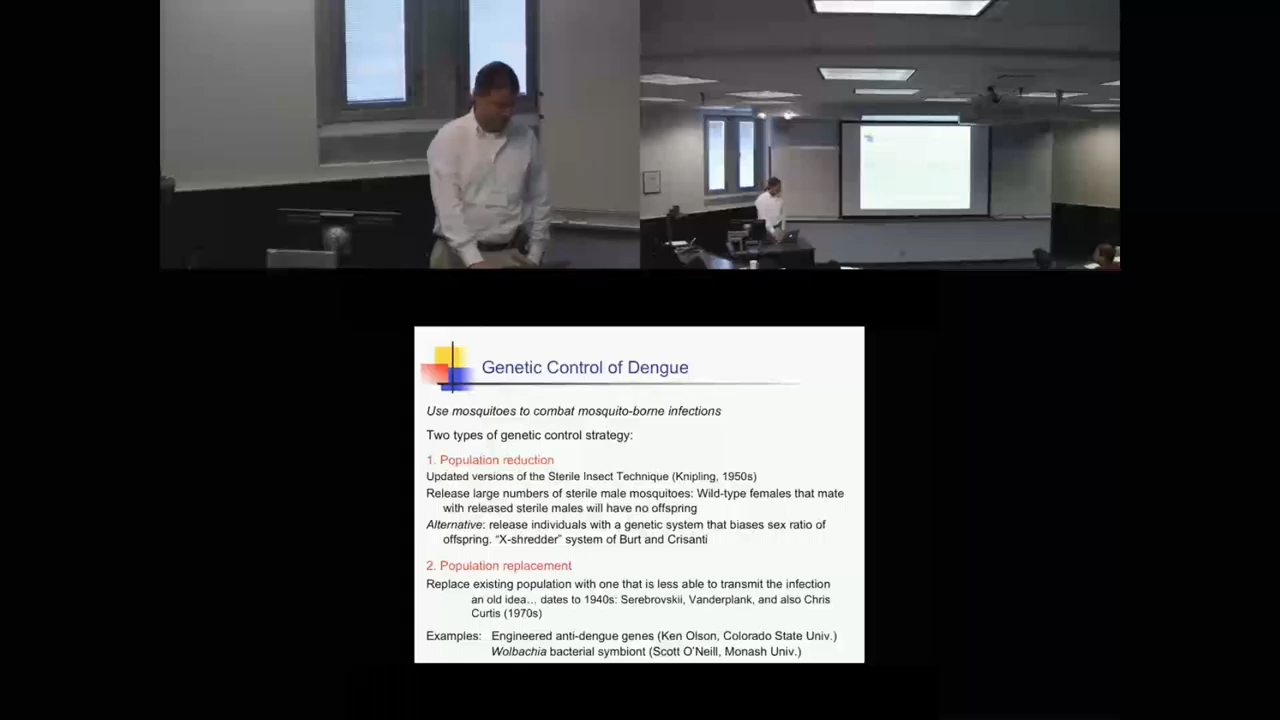 Genetic Control of Dengue
Use mosquitoes to combat mosquito-borne infections
Two types of genetic control strategy:
1. Population reduction
Updated versions of the Sterile Insect Technique (Knipling, 1950s)
Release large numbers of sterile male mosquitoes: Wild-type females that mate
with released sterile males will have no offspring
Alternative: release individuals with a genetic system that biases sex ratio of
offspring. “X-shredder” system of Burt and Crisanti
2. Population replacement
Replace existing population with one that is less able to transmit the infection
an old idea… dates to 1940s: Serebrovskii, Vanderplank, and also Chris
Curtis (1970s)
Examples: Engineered anti-dengue genes (Ken Olson, Colorado State Univ.)
Wolbachia bacterial symbiont (Scott O’Neill, Monash Univ.)